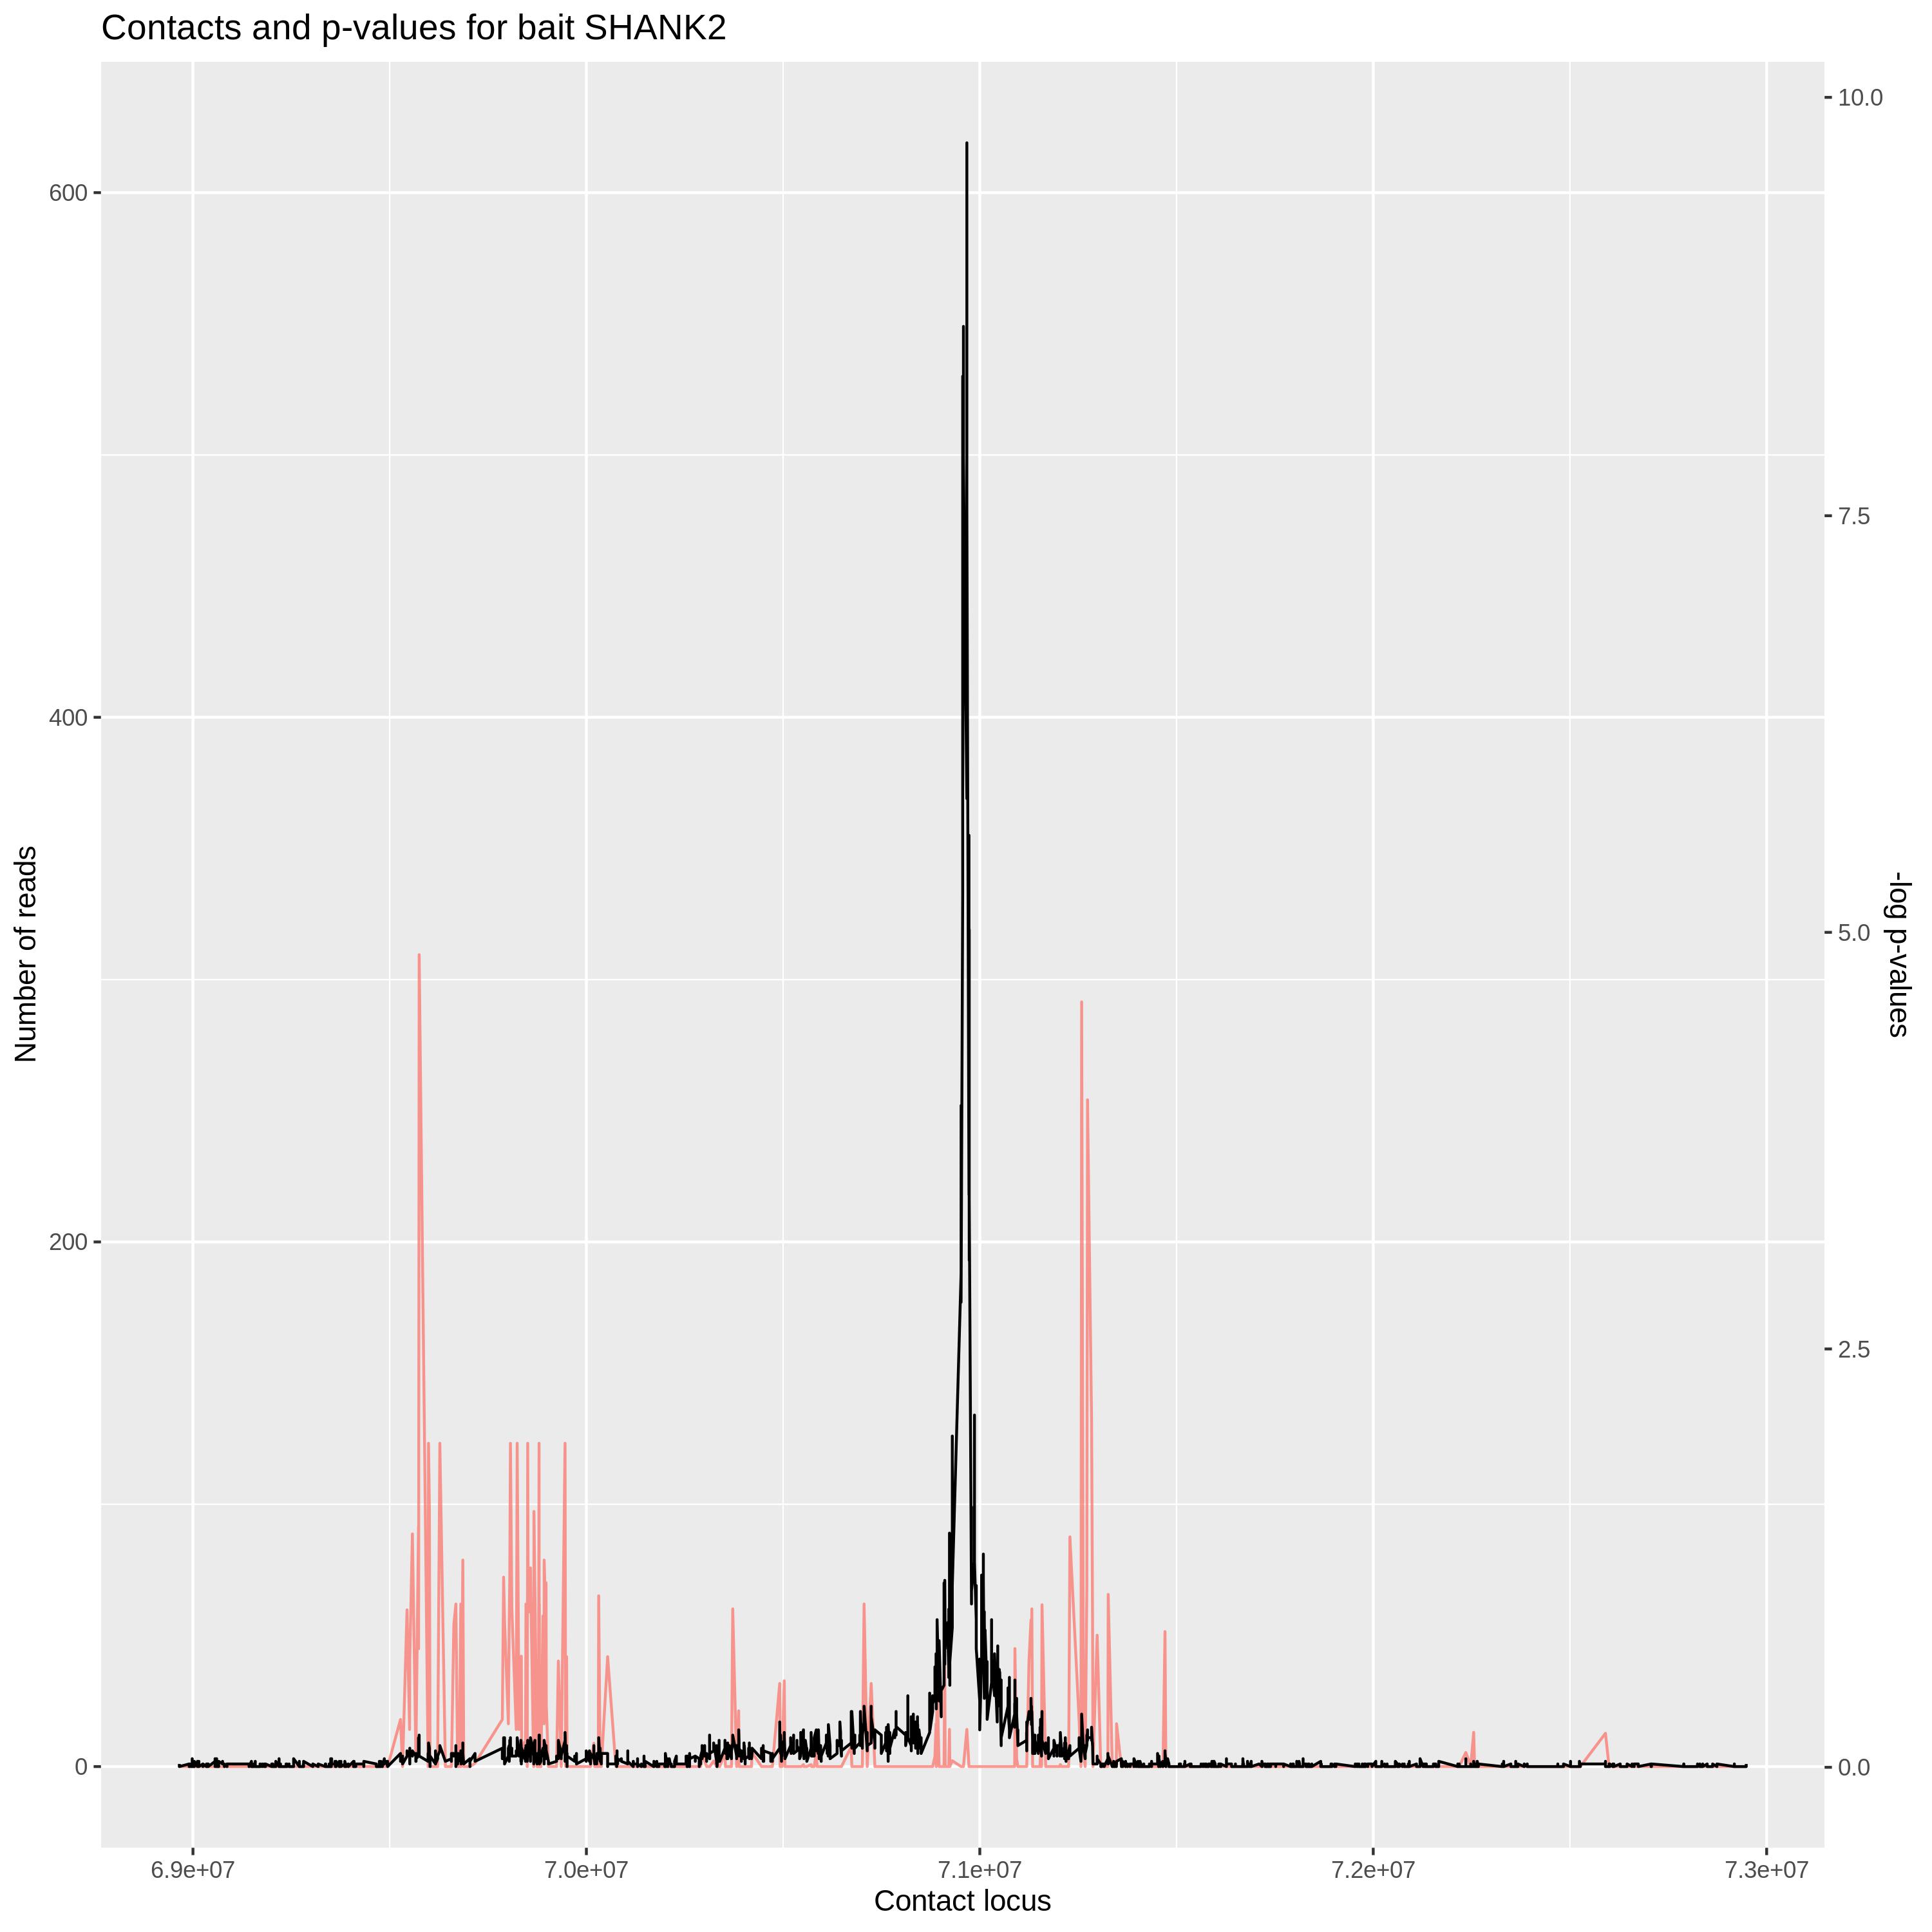 Contacts and p-values for bait SHANK2
10.0
600
7.5
400
5.0
Number of reads
-log p-values
200
2.5
0
0.0
6.9e+07 7.0e+07 7.1e+07 7.2e+07 7.3e+07
Contact locus